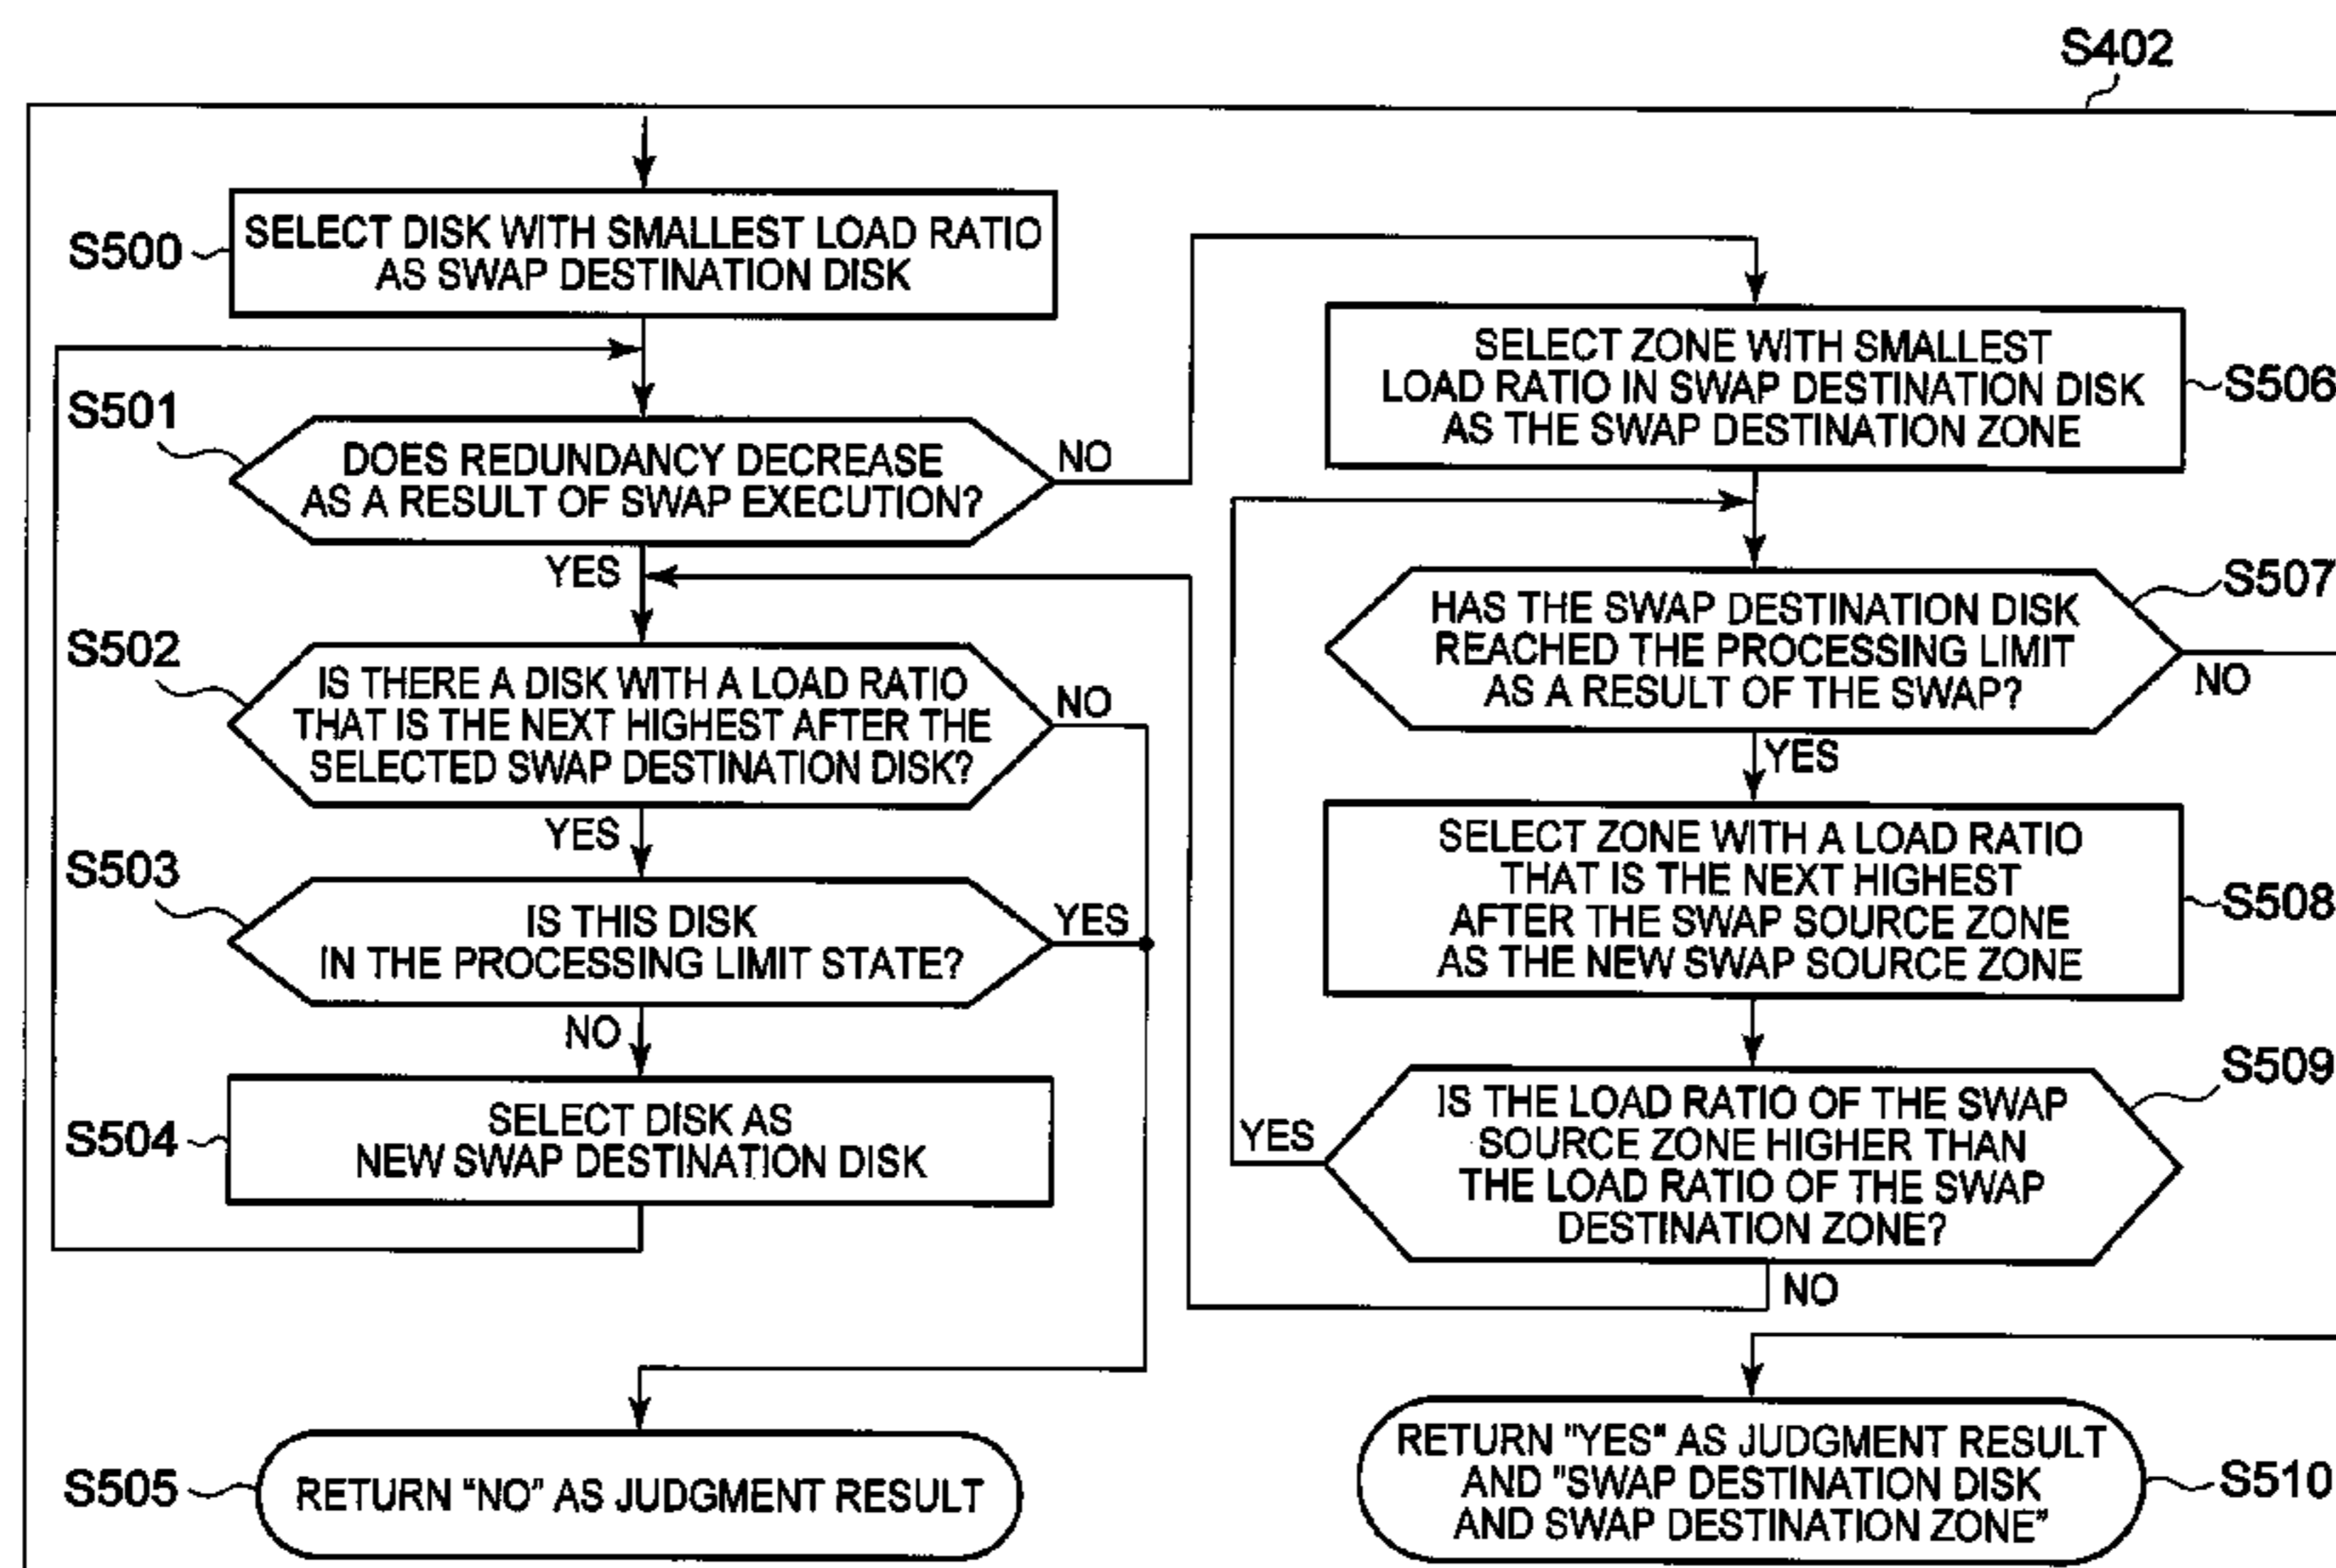 S402
S500
SELECT DISK WITH SMALLEST LOAD RATIO
AS SWAP DESTINATION DISK
S501
DOES REDUNDANCY DECREASE
AS A RESULT OF SWAP EXECUTION?
NO
YES
S502
IS THERE A DISK WITH A LOAD RATIO
THAT IS THE NEXT HIGHEST AFTER THE
SELECTED SWAP DESTINATION DISK?
NO
YES
S503
IS THIS DISK
IN THE PROCESSING LIMIT STATE?
YES
NO
S504
SELECT DISK AS
NEW SWAP DESTINATION DISK
S505
RETURN “NO” AS JUDGMENT RESULT
SELECT ZONE WITH SMALLEST
LOAD RATIO IN SWAP DESTINATION DISK
AS THE SWAP DESTINATION ZONE
S506
HAS THE SWAP DESTINATION DISK
REACHED THE PROCESSING LIMIT
AS A RESULT OF THE SWAP?
S507
NO
YES
SELECT ZONE WITH A LOAD RATIO
THAT IS THE NEXT HIGHEST
AFTER THE SWAP SOURCE ZONE
AS THE NEW SWAP SOURCE ZONE
S508
IS THE LOAD RATIO OF THE SWAP
SOURCE ZONE HIGHER THAN
THE LOAD RATIO OF THE SWAP
DESTINATION ZONE?
S509
YES
NO
RETURN "YES" AS JUDGMENT RESULT
AND "SWAP DESTINATION DISK
AND SWAP DESTINATION ZONE"
S510